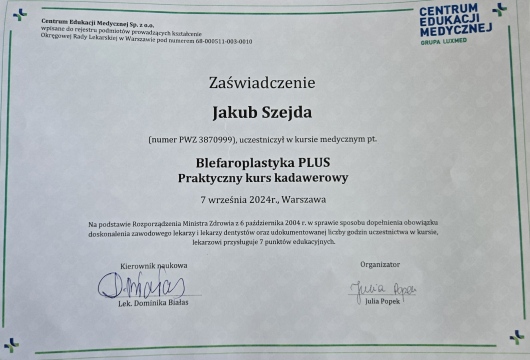 Centrum Edukacji Medycznej Sp. z o.o.
wpisane do rejestru podmiotów prowadzących kształcenie
Okręgowej Rady Lekarskiej w Warszawie pod numerem 68-000511-003-0010
CENTRUM
EDUKACJI
MEDYCZNEJ
GRUPA LUXMED
Zaświadczenie
Jakub Szejda
(numer PWZ 3870999), uczestniczył w kursie medycznym pt.
Blefaroplastyka PLUS
Praktyczny kurs kadawerowy
7 września 2024r., Warszawa
Na podstawie Rozporządzenia Ministra Zdrowia z 6 października 2004 r. w sprawie sposobu dopełnienia obowiązku
doskonalenia zawodowego lekarzy i lekarzy dentystów oraz udokumentowanej liczby godzin uczestnictwa w kursie,
lekarzowi przysługuje 7 punktów edukacyjnych.
Kierownik naukowa
D. Białas
Lek. Dominika Białas
Organizator
Julia Popek
Julia Popek